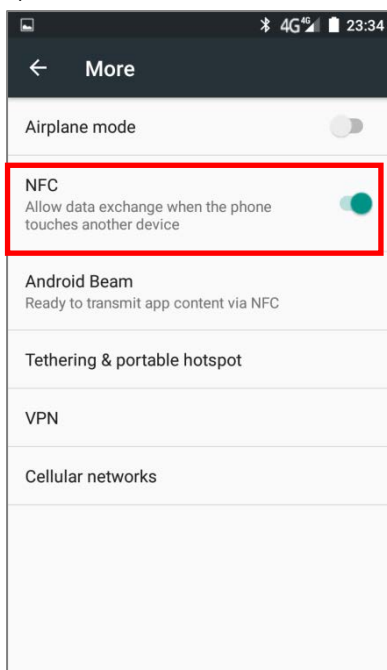 4G 4G 23:34
More
Airplane mode
NFC
Allow data exchange when the phone
touches another device
Android Beam
Ready to transmit app content via NFC
Tethering & portable hotspot
VPN
Cellular networks